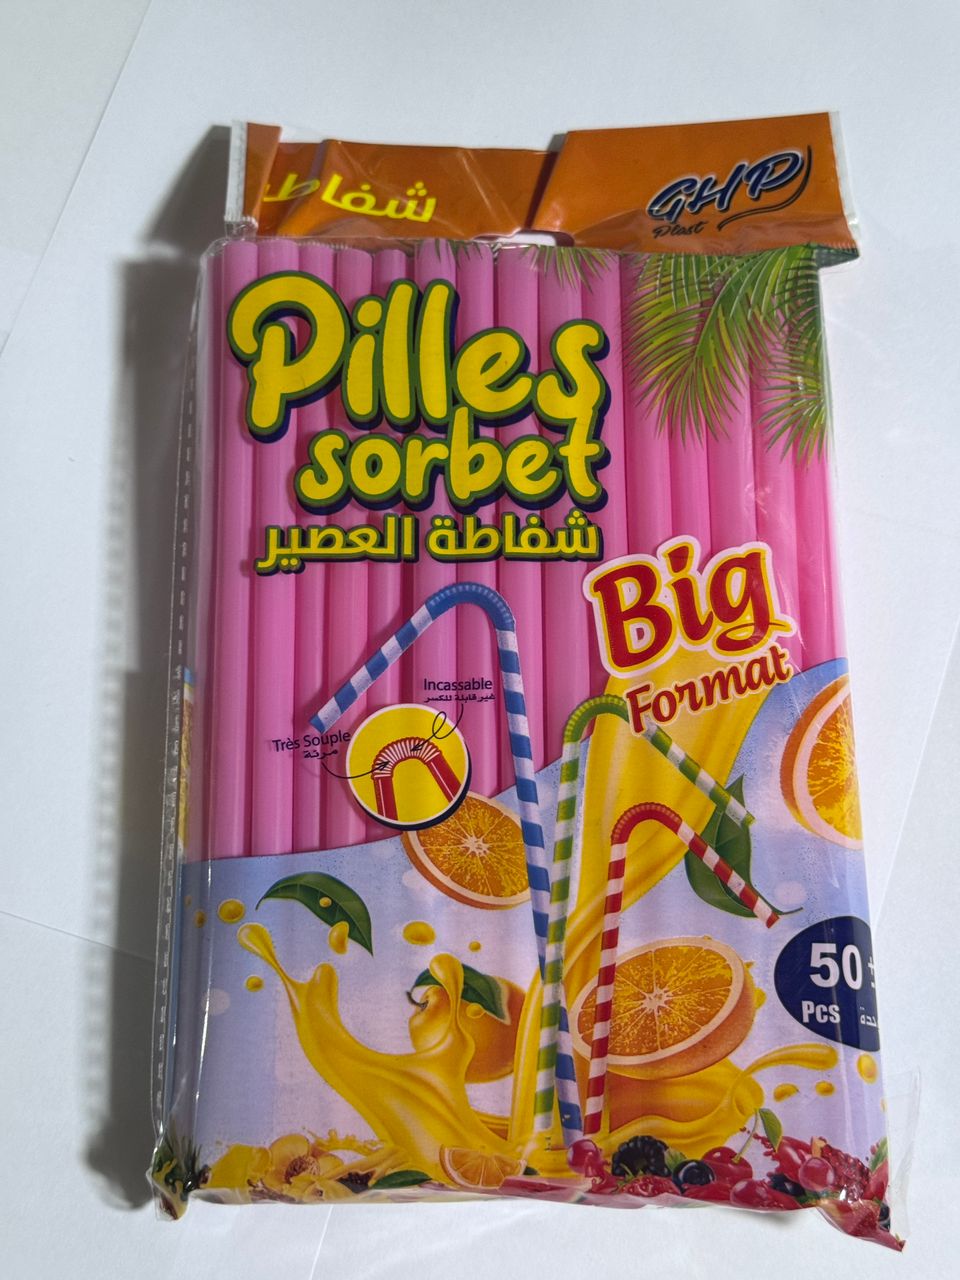 شفاط
GHP
Plast
Pilles
sorbet
شفاطة العصير
Big
Format
Incassable
غير قابلة للكسر
Très Souple
مرنة
50 ±
Pcs